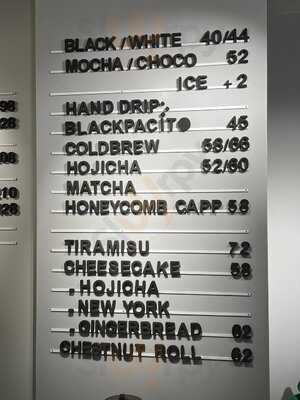 BLACK/WHITE 40/44
MOCHA/CHOCO 52
ICE +2
HAND DRIP
BLACKPACITO 45
COLDBREW 58/66
HOJICHA 52/60
MATCHA
HONEYCOMB CAPP 58
TIRAMISU 72
CHEESECAKE 58
, HOJICHA
, NEW YORK
, GINGERBREAD 62
CHESTNUT ROLL 62